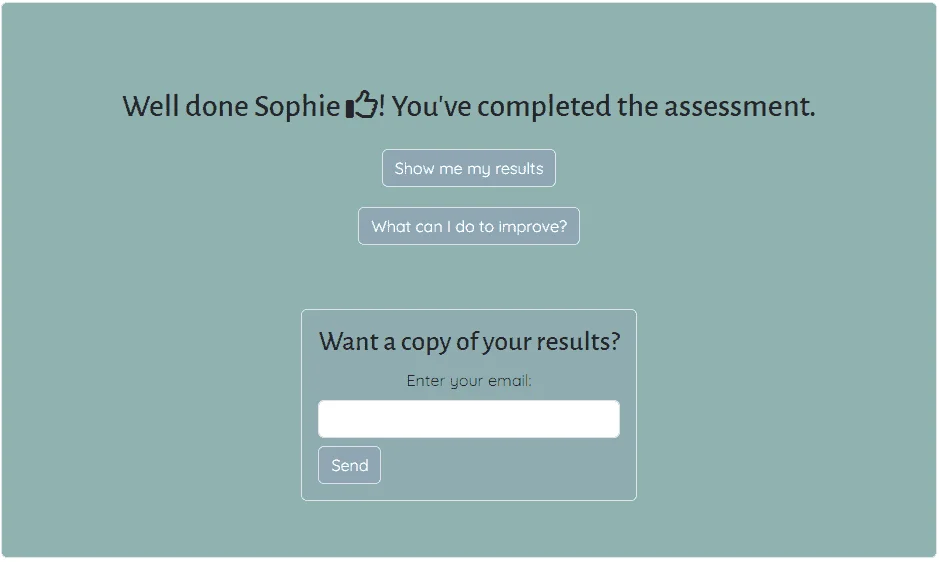 Well done Sophie 👍! You've completed the assessment.
Show me my results
What can I do to improve?
Want a copy of your results?
Enter your email:
Send